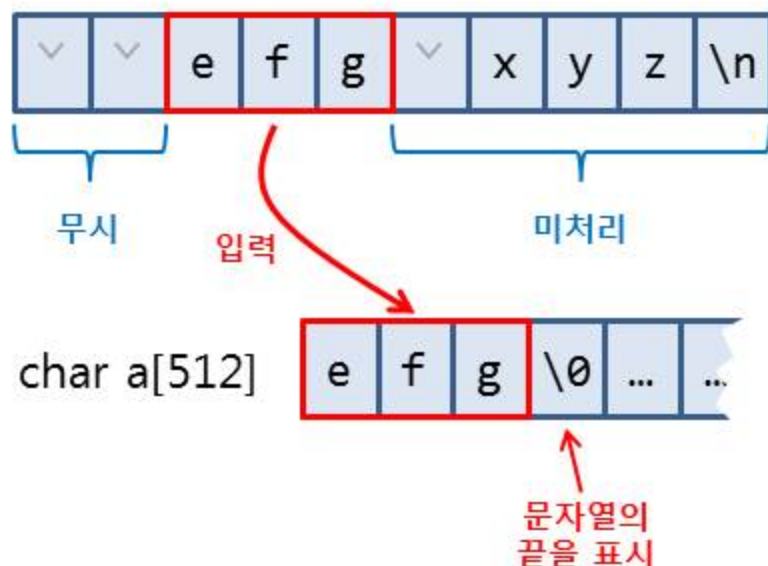 e f g x y z \n
무시
미처리
입력
char a[512] e f g \0 … …
문자열의
끝을 표시